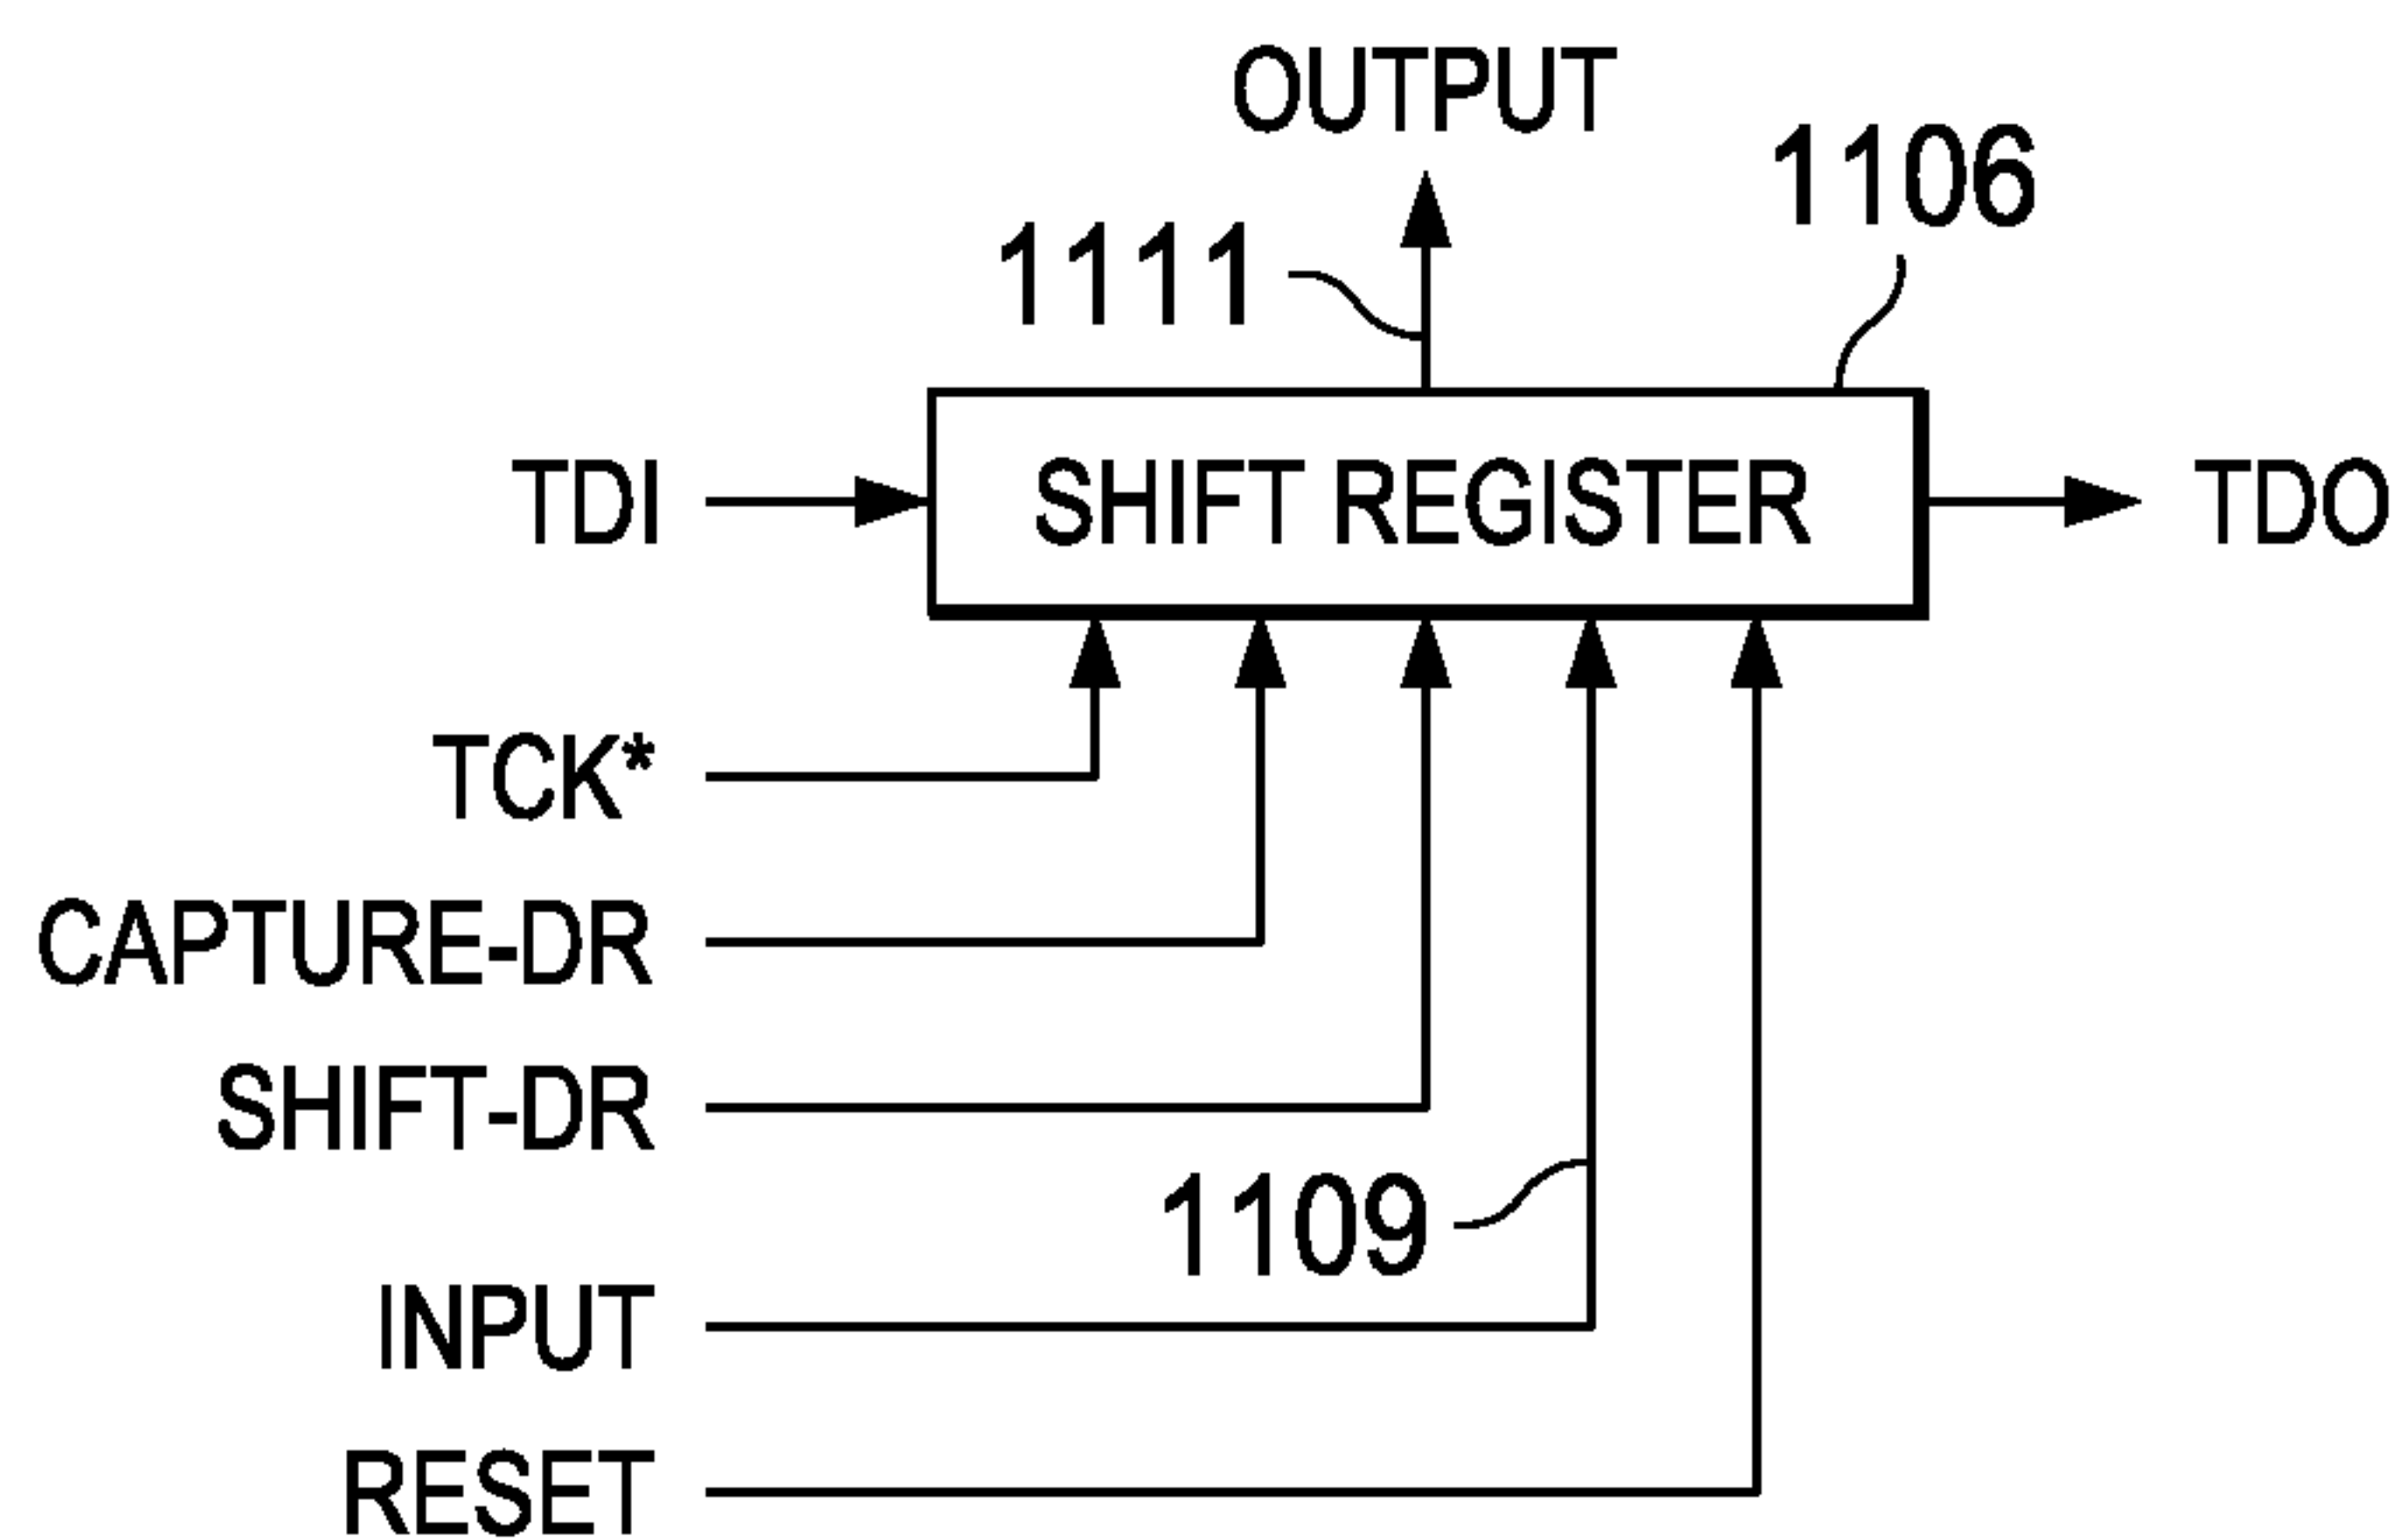 OUTPUT
1106
1111
TDI
SHIFT REGISTER
TDO
TCK*
CAPTURE-DR
SHIFT-DR
1109
INPUT
RESET